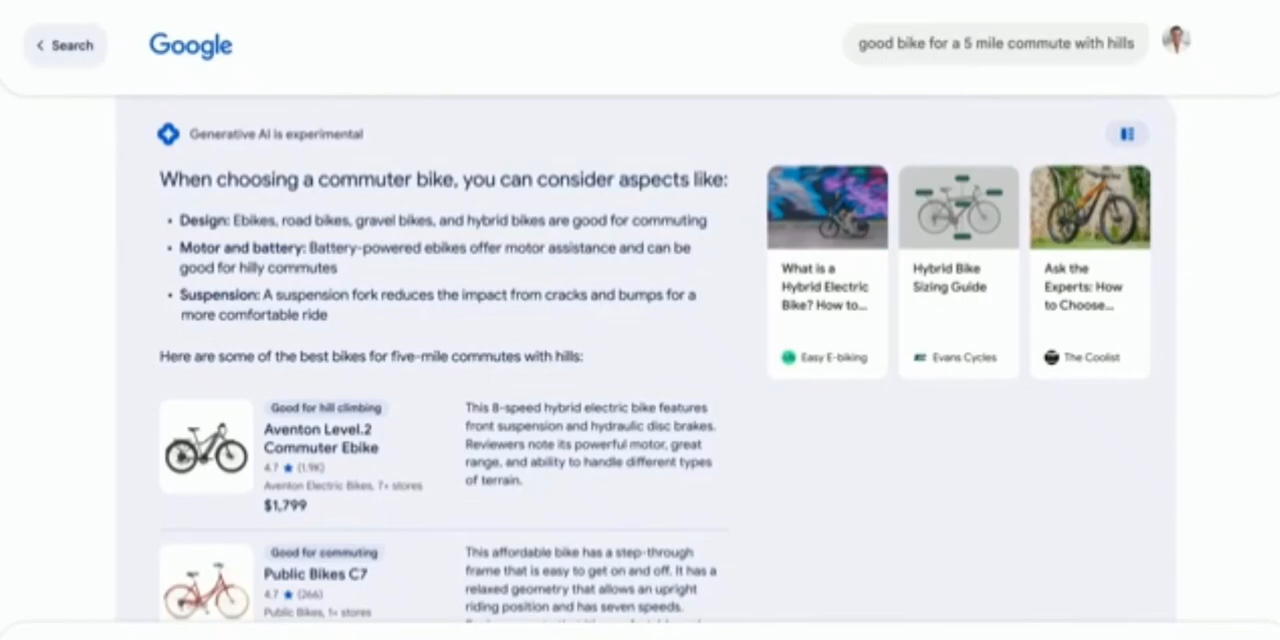 Search
Google
good bike for a 5 mile commute with hills
Generative AI is experimental
When choosing a commuter bike, you can consider aspects like:
• Design: Ebikes, road bikes, gravel bikes, and hybrid bikes are good for commuting
• Motor and battery: Battery-powered ebikes offer motor assistance and can be
good for hilly commutes
• Suspension: A suspension fork reduces the impact from cracks and bumps for a
more comfortable ride
Here are some of the best bikes for five-mile commutes with hills:
What is a
Hybrid Electric
Bike? How to...
Easy E-biking
Hybrid Bike
Sizing Guide
Evans Cycles
Ask the
Experts: How
to Choose...
The Coolist
Good for hill climbing
Aventon Level.2
Commuter Ebike
4.7 ★ (1.9K)
Aventon Electric Bikes, 7+ stores
$1,799
This 8-speed hybrid electric bike features
front suspension and hydraulic disc brakes.
Reviewers note its powerful motor, great
range, and ability to handle different types
of terrain.
Good for commuting
Public Bikes C7
4.7 ★ (266)
Public Bikes, 1+ stores
This affordable bike has a step-through
frame that is easy to get on and off. It has a
relaxed geometry that allows an upright
riding position and has seven speeds.